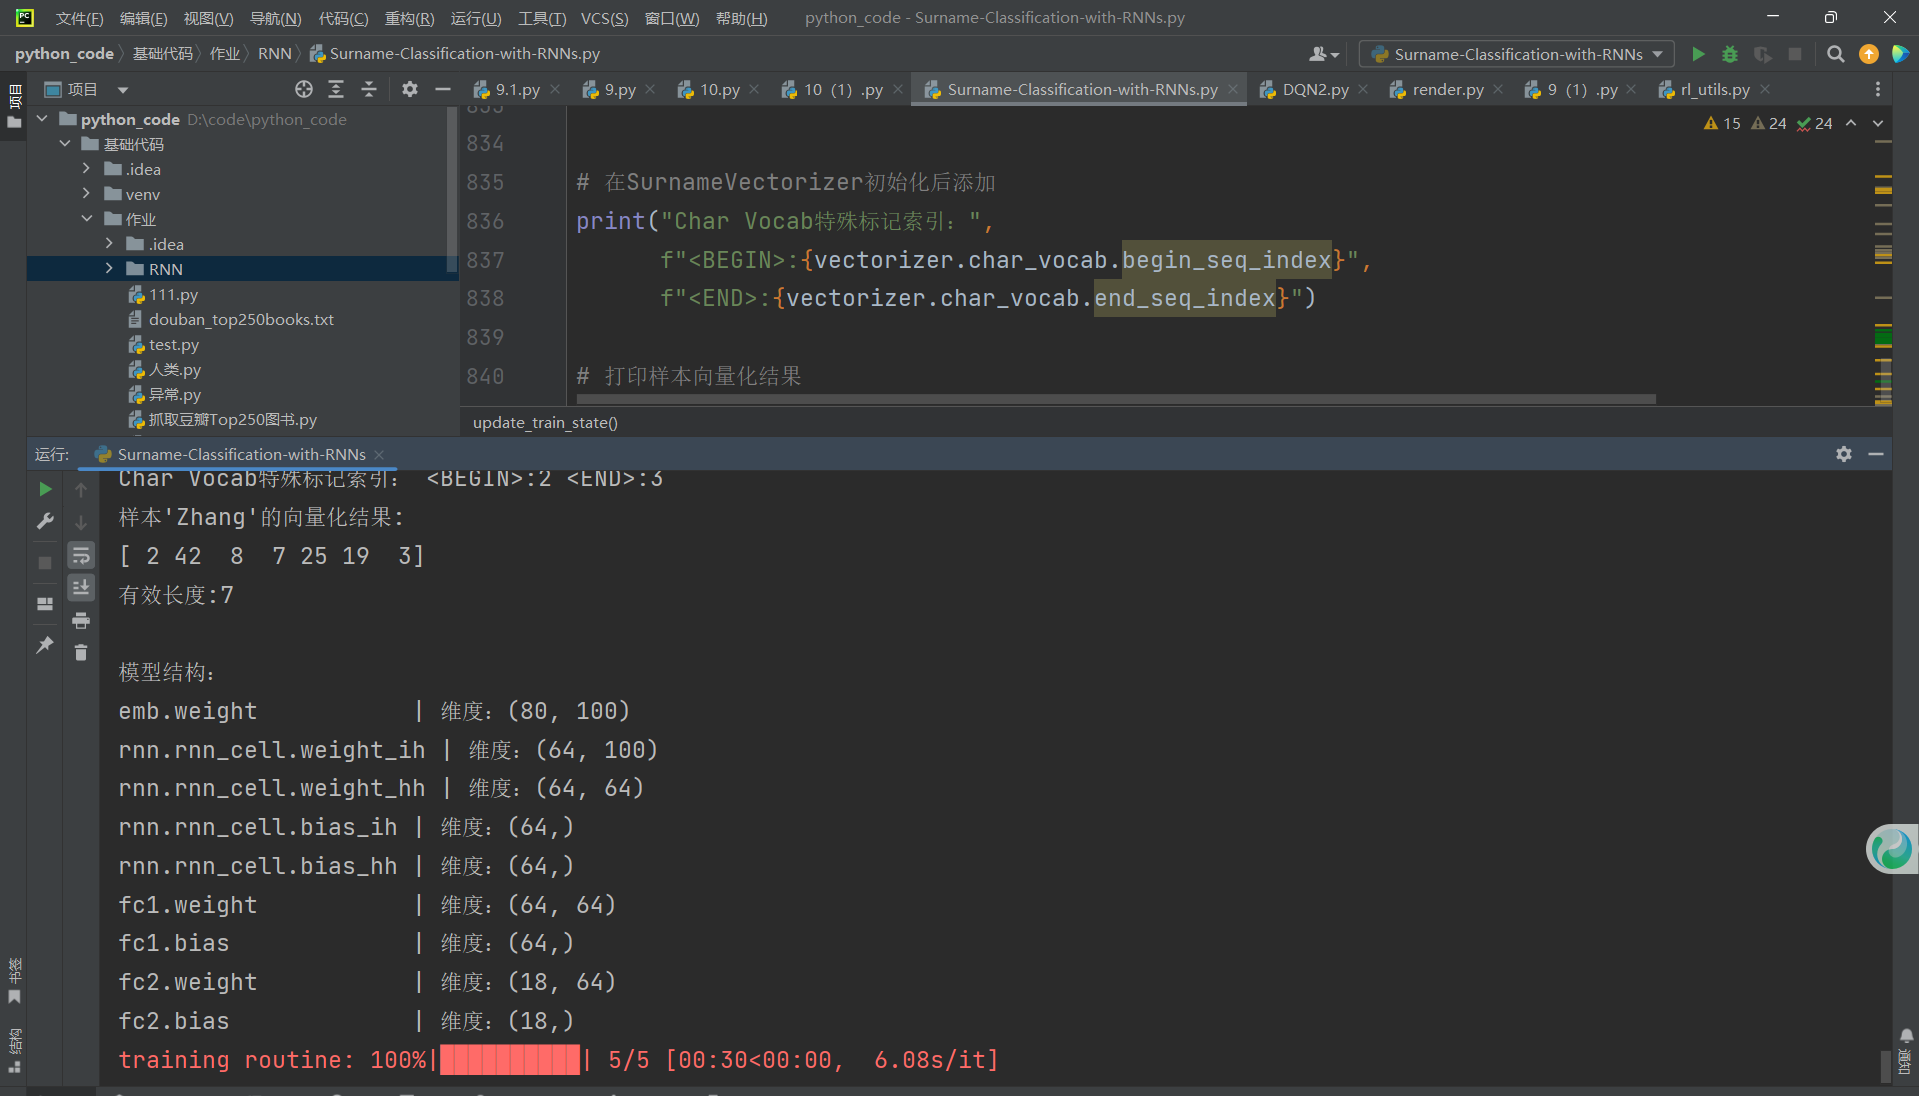 文件(F) 编辑(E) 视图(V) 导航(N) 代码(C) 重构(R) 运行(U) 工具(T) VCS(S) 窗口(W) 帮助(H) python_code - Surname-Classification-with-RNNs.py
python_code 基础代码 作业 RNN Surname-Classification-with-RNNs.py Surname-Classification-with-RNNs
项目 9.1.py 9.py 10.py 10 (1) .py Surname-Classification-with-RNNs.py DQN2.py render.py 9 (1) .py rl_utils.py
项目
python_code D:\code\python_code
基础代码
.idea
venv
作业
.idea
RNN
111.py
douban_top250books.txt
test.py
人类.py
异常.py
抓取豆瓣Top250图书.py
15 24 24
833
834
835 # 在SurnameVectorizer初始化后添加
836 print("Char Vocab特殊标记索引：",
837 f"<BEGIN>:{vectorizer.char_vocab.begin_seq_index}",
838 f"<END>:{vectorizer.char_vocab.end_seq_index}")
839
840 # 打印样本向量化结果
update_train_state()
运行: Surname-Classification-with-RNNs
Char Vocab特殊标记索引： <BEGIN>:2 <END>:3
样本'Zhang'的向量化结果:
[ 2 42  8  7 25 19  3]
有效长度:7
模型结构：
emb.weight | 维度：(80, 100)
rnn.rnn_cell.weight_ih | 维度：(64, 100)
rnn.rnn_cell.weight_hh | 维度：(64, 64)
rnn.rnn_cell.bias_ih | 维度：(64,)
rnn.rnn_cell.bias_hh | 维度：(64,)
fc1.weight | 维度：(64, 64)
fc1.bias | 维度：(64,)
fc2.weight | 维度：(18, 64)
fc2.bias | 维度：(18,)
training routine: 100%|██████████| 5/5 [00:30<00:00,  6.08s/it]
书签
结构
通知